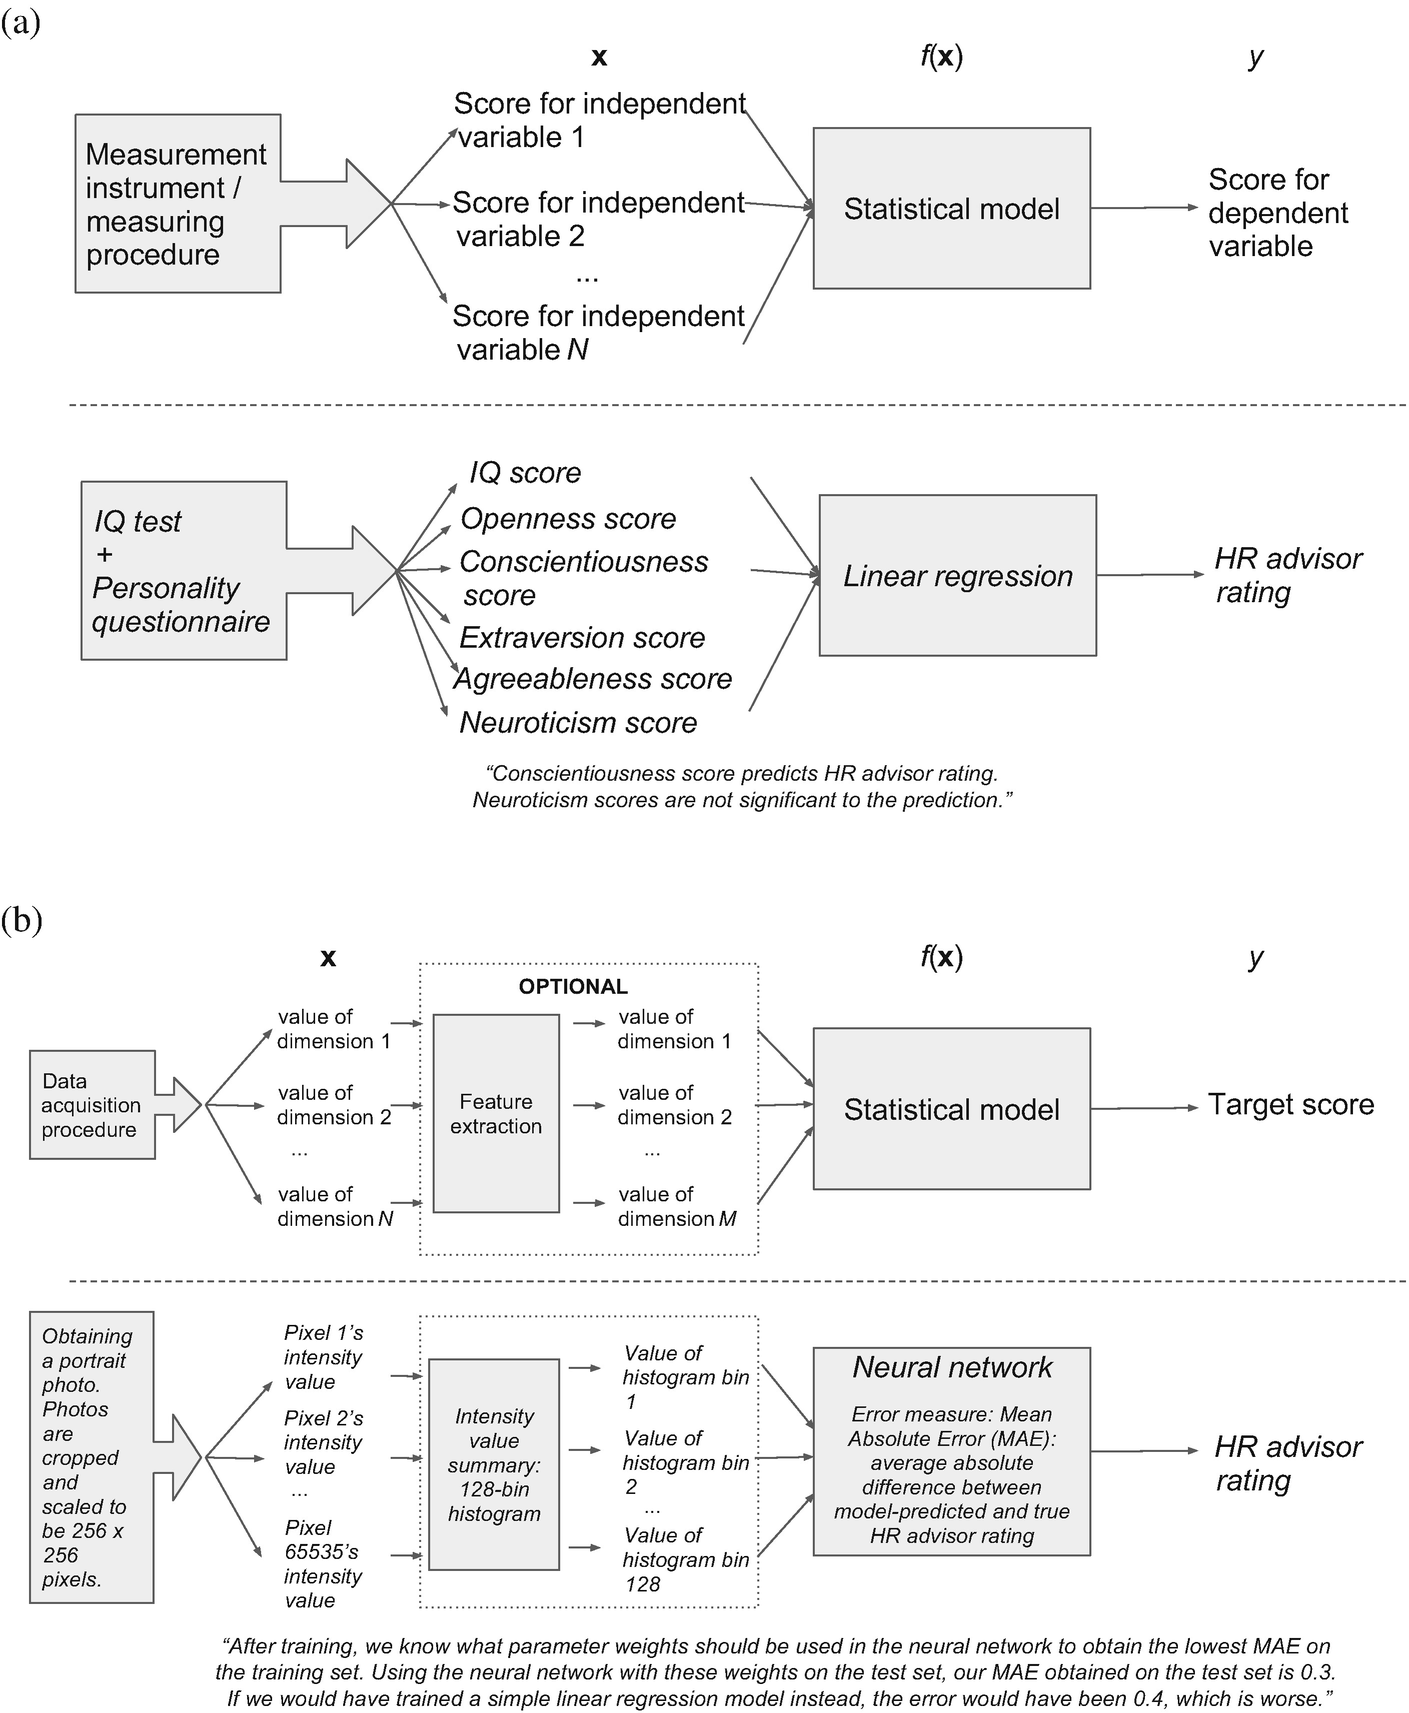 (a)
x
f(x)
y
Measurement
instrument /
measuring
procedure
Score for independent
variable 1
Score for independent
variable 2
...
Score for independent
variable N
Statistical model
Score for
dependent
variable
IQ test
+
Personality
questionnaire
IQ score
Openness score
Conscientiousness
score
Extraversion score
Agreeableness score
Neuroticism score
Linear regression
HR advisor
rating
“Conscientiousness score predicts HR advisor rating.
Neuroticism scores are not significant to the prediction.”
(b)
x
f(x)
y
Data
acquisition
procedure
value of
dimension 1
value of
dimension 2
...
value of
dimension N
OPTIONAL
Feature
extraction
value of
dimension 1
value of
dimension 2
...
value of
dimension M
Statistical model
Target score
Obtaining
a portrait
photo.
Photos
are
cropped
and
scaled to
be 256 x
256
pixels.
Pixel 1’s
intensity
value
Pixel 2’s
intensity
value
...
Pixel
65535’s
intensity
value
Intensity
value
summary:
128-bin
histogram
Value of
histogram bin
1
Value of
histogram bin
2
...
Value of
histogram bin
128
Neural network
Error measure: Mean
Absolute Error (MAE):
average absolute
difference between
model-predicted and true
HR advisor rating
HR advisor
rating
“After training, we know what parameter weights should be used in the neural network to obtain the lowest MAE on
the training set. Using the neural network with these weights on the test set, our MAE obtained on the test set is 0.3.
If we would have trained a simple linear regression model instead, the error would have been 0.4, which is worse.”